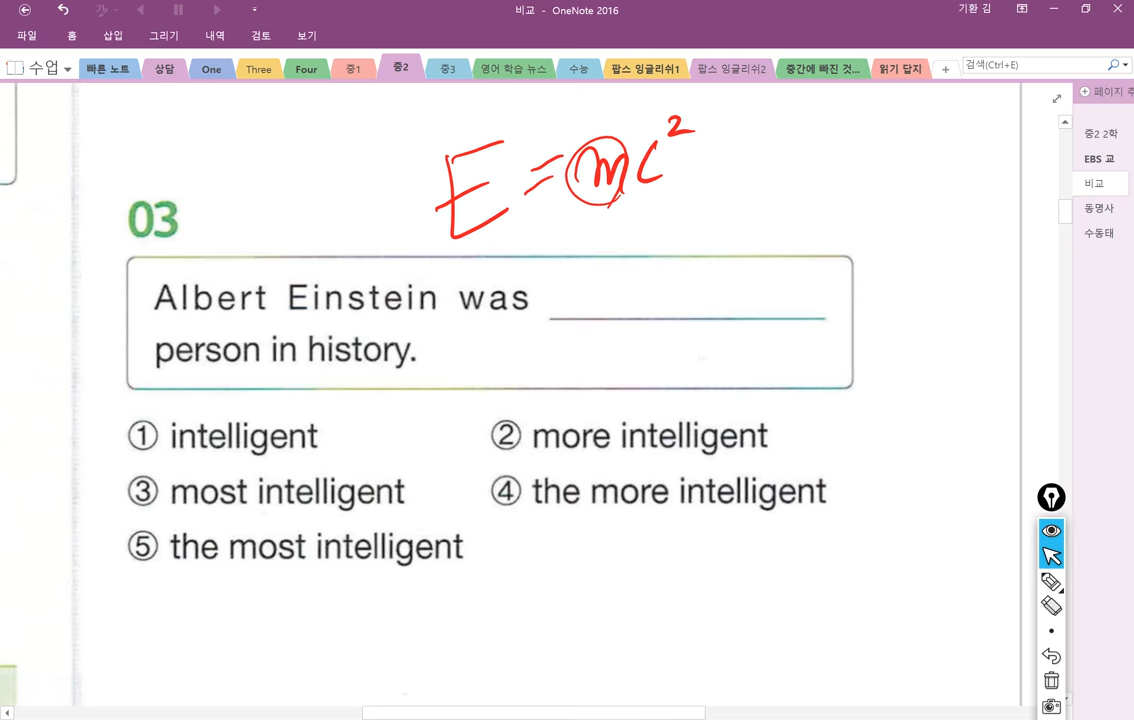 비교 - OneNote 2016
기환 김
파일 홈 삽입 그리기 내역 검토 보기
수업 빠른 노트 상담 One Three Four 중1 중2 중3 영어 학습 뉴스 수능 팝스 잉글리쉬1 팝스 잉글리쉬2 중간에 빠진 것... 읽기 답지 + 검색(Ctrl+E)
페이지 추
중2 2학
EBS 교
비교
동명사
수동태
E = mc²
03
Albert Einstein was ____________
person in history.
① intelligent ② more intelligent
③ most intelligent ④ the more intelligent
⑤ the most intelligent